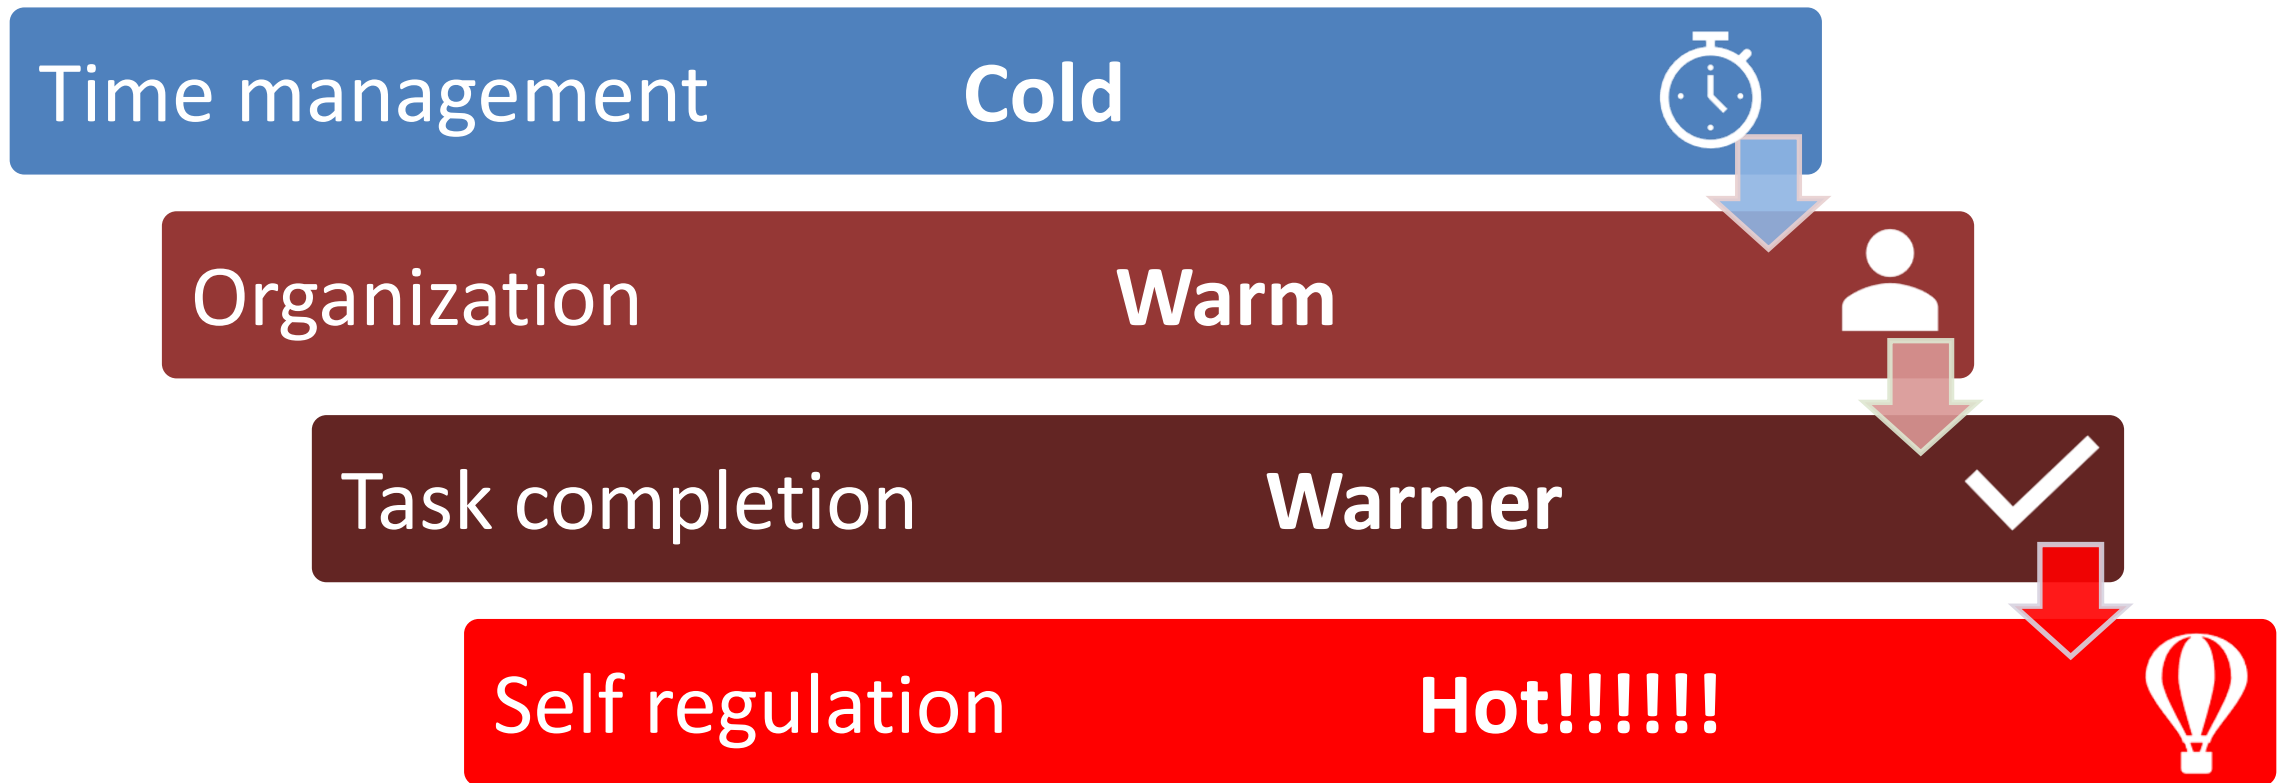 Time management Cold
Organization Warm
Task completion Warmer
Self regulation Hot!!!!!!